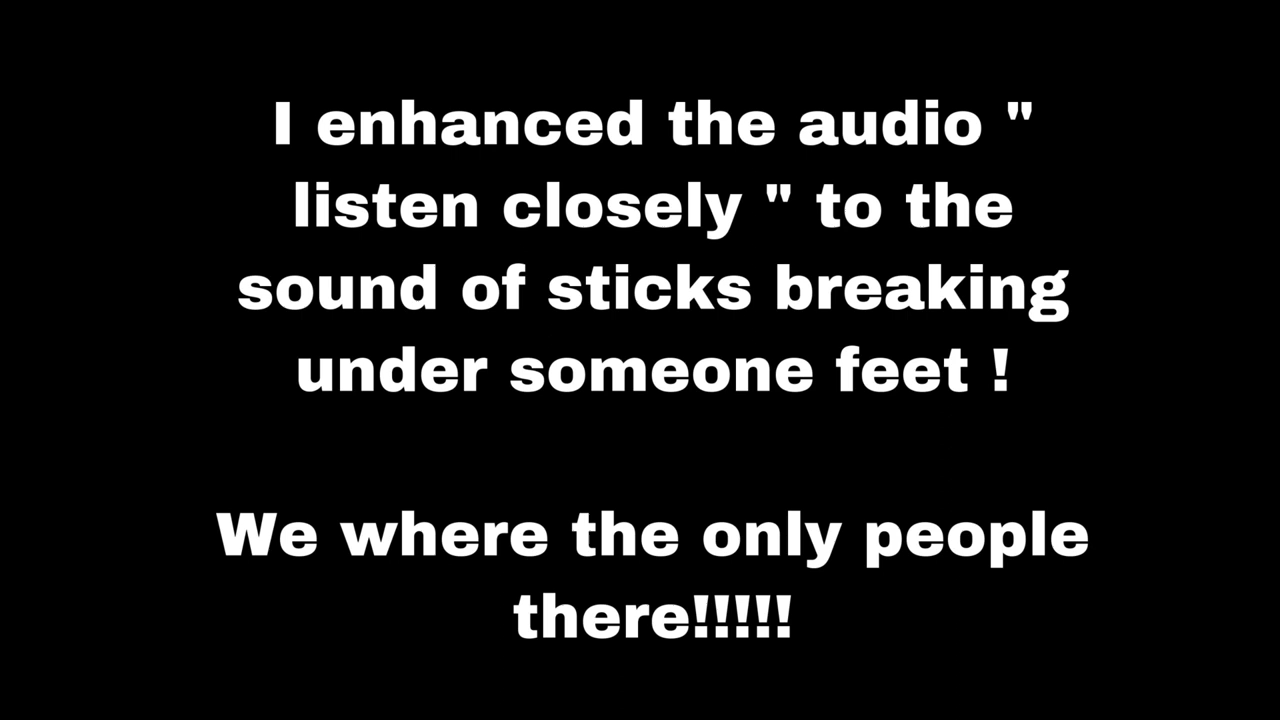 I enhanced the audio "
listen closely " to the
sound of sticks breaking
under someone feet !
We where the only people
there!!!!!